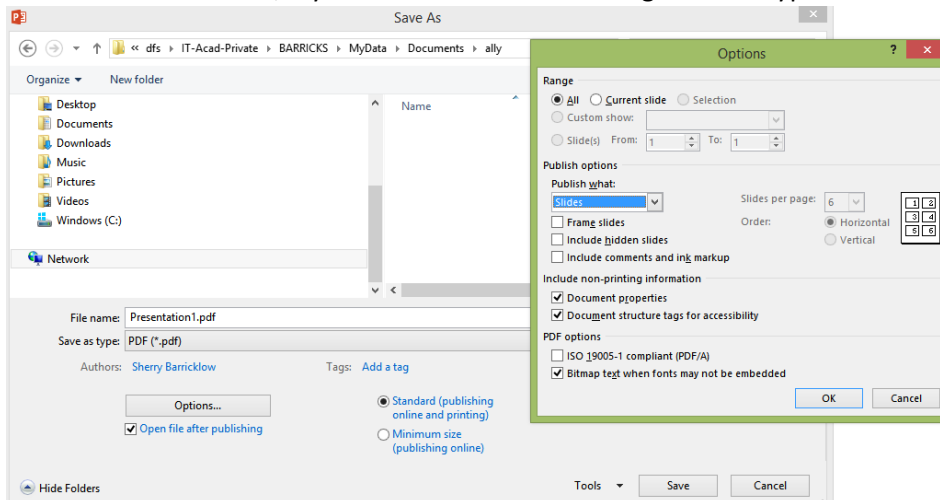 Save As
« dfs ▸ IT-Acad-Private ▸ BARRICKS ▸ MyData ▸ Documents ▸ ally
Organize ▾ New folder
Desktop
Documents
Downloads
Music
Pictures
Videos
Windows (C:)
Network
Name
File name: Presentation1.pdf
Save as type: PDF (*.pdf)
Authors: Sherry Barricklow Tags: Add a tag
Options...
Open file after publishing
Standard (publishing
online and printing)
Minimum size
(publishing online)
Hide Folders
Tools ▾ Save Cancel
Options ? ×
Range
All Current slide Selection
Custom show:
Slide(s) From: 1 To: 1
Publish options
Publish what:
Slides Slides per page: 6
Frame slides Order: Horizontal
Include hidden slides Vertical
Include comments and ink markup
1 2
3 4
5 6
Include non-printing information
Document properties
Document structure tags for accessibility
PDF options
ISO 19005-1 compliant (PDF/A)
Bitmap text when fonts may not be embedded
OK Cancel